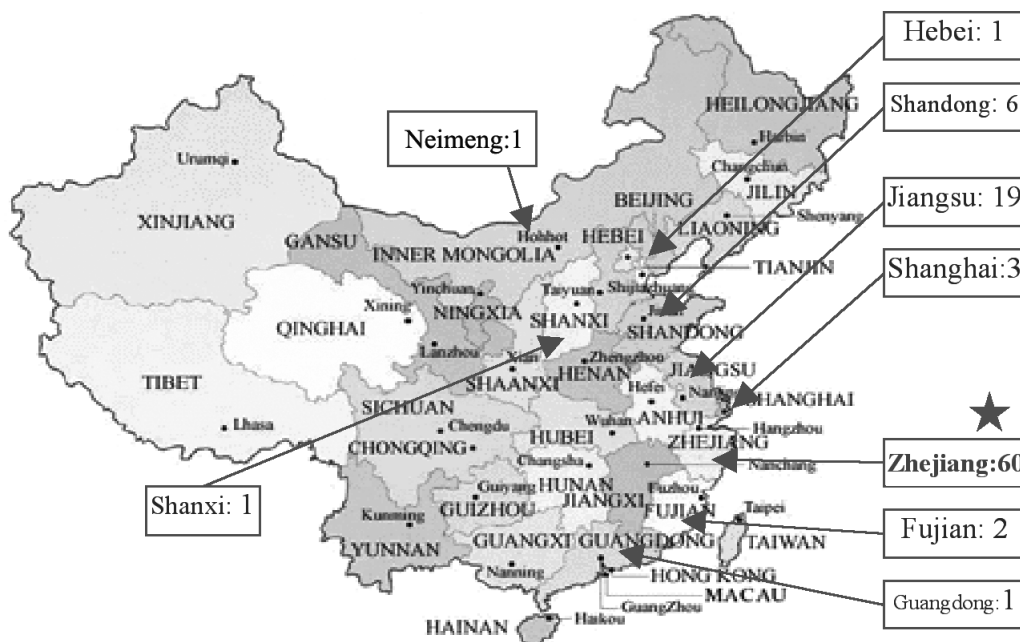 Hebei: 1
HEILONGJIANG
Shandong: 6
Harbin
Neimeng:1
Changchun
Urumqi
JILIN
BEIJING
Jiangsu: 19
XINJIANG
LIAONING
Shenyang
GANSU
Hohhot
HEBEI
INNER MONGOLIA
TIANJIN
Shanghai:3
Yinchuan
Taiyuan
Shijiazhuang
Xining
NINGXIA
SHANXI
QINGHAI
SHANDONG
Lanzhou
Xian
Zhengzhou
JIANGSU
TIBET
SHAANXI
HENAN
Hefei
SHANGHAI
SICHUAN
ANHUI
Lhasa
Chengdu
Wuhan
Hangzhou
CHONGQING
HUBEI
ZHEJIANG
Changsha
Nanchang
Zhejiang:60
Shanxi: 1
Guiyang
HUNAN
Fuzhou
GUIZHOU
JIANGXI
FUJIAN
Taipei
Kunming
Fujian: 2
YUNNAN
GUANGXI
GUANGDONG
TAIWAN
Nanning
HONG KONG
MACAU
Guangdong: 1
GuangZhou
HAINAN
Haikou